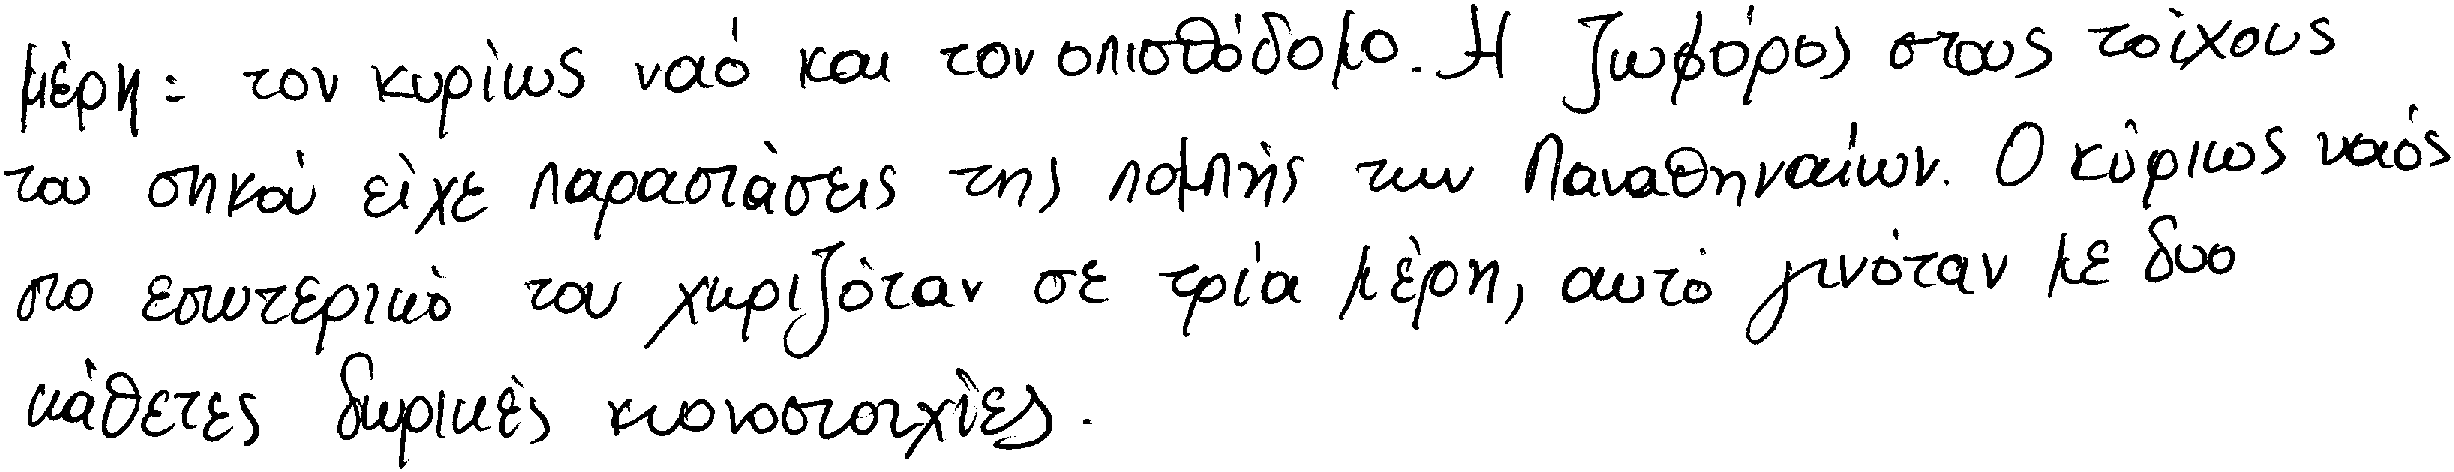 μέρη: τον κυρίως ναό και τον οπισθόδομο. Η ζωφόρος στους τοίχους
του σηκού είχε παραστάσεις της πομπής των Παναθηναίων. Ο κύριως ναός
στο εσωτερικό του χωριζόταν σε τρία μέρη, αυτό γινόταν με δυο
κάθετες δωρικές κιονοστοιχίες.